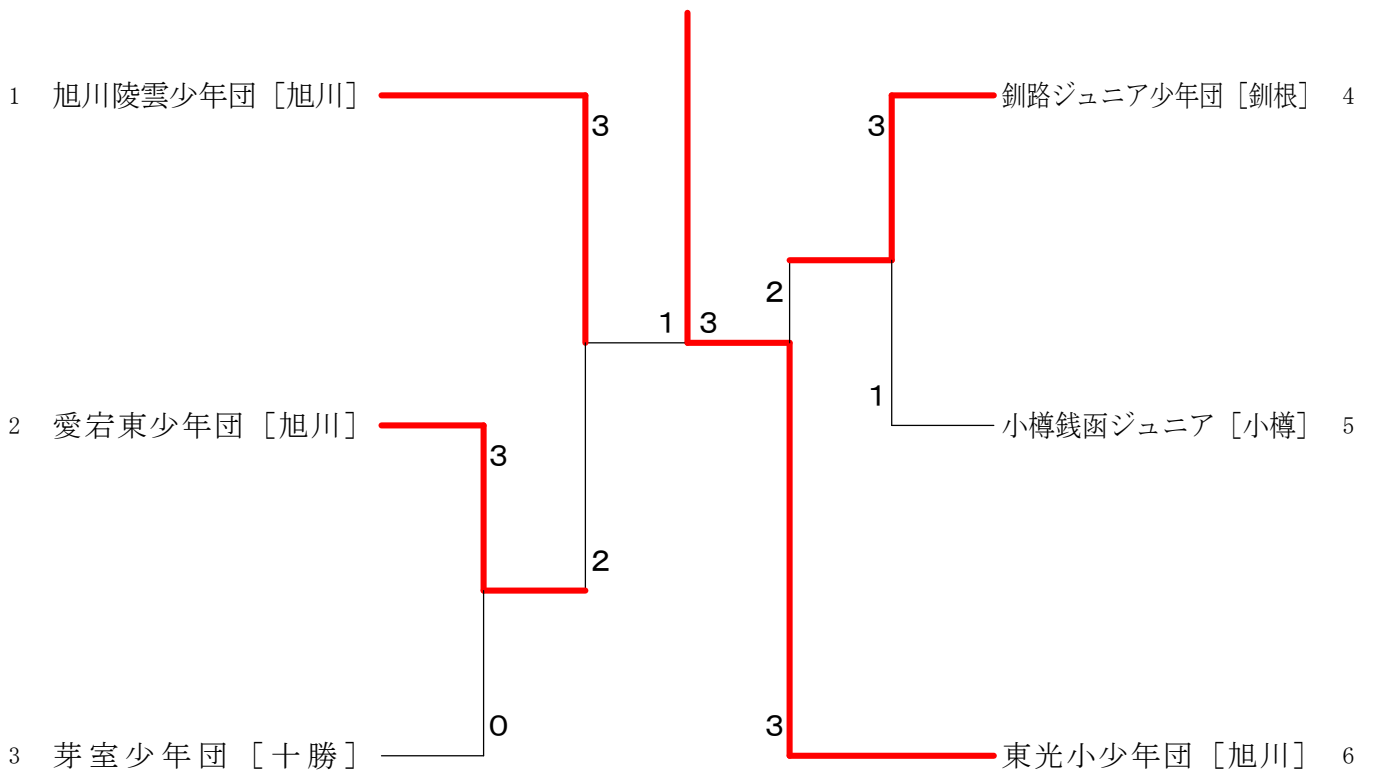 1 旭川陵雲少年団［旭川］
3
3
釧路ジュニア少年団［釧根］ 4
2
1 3
1
2 愛宕東少年団［旭川］
3
小樽銭函ジュニア［小樽］ 5
2
0
3
3 芽室少年団［十勝］
東光小少年団［旭川］ 6